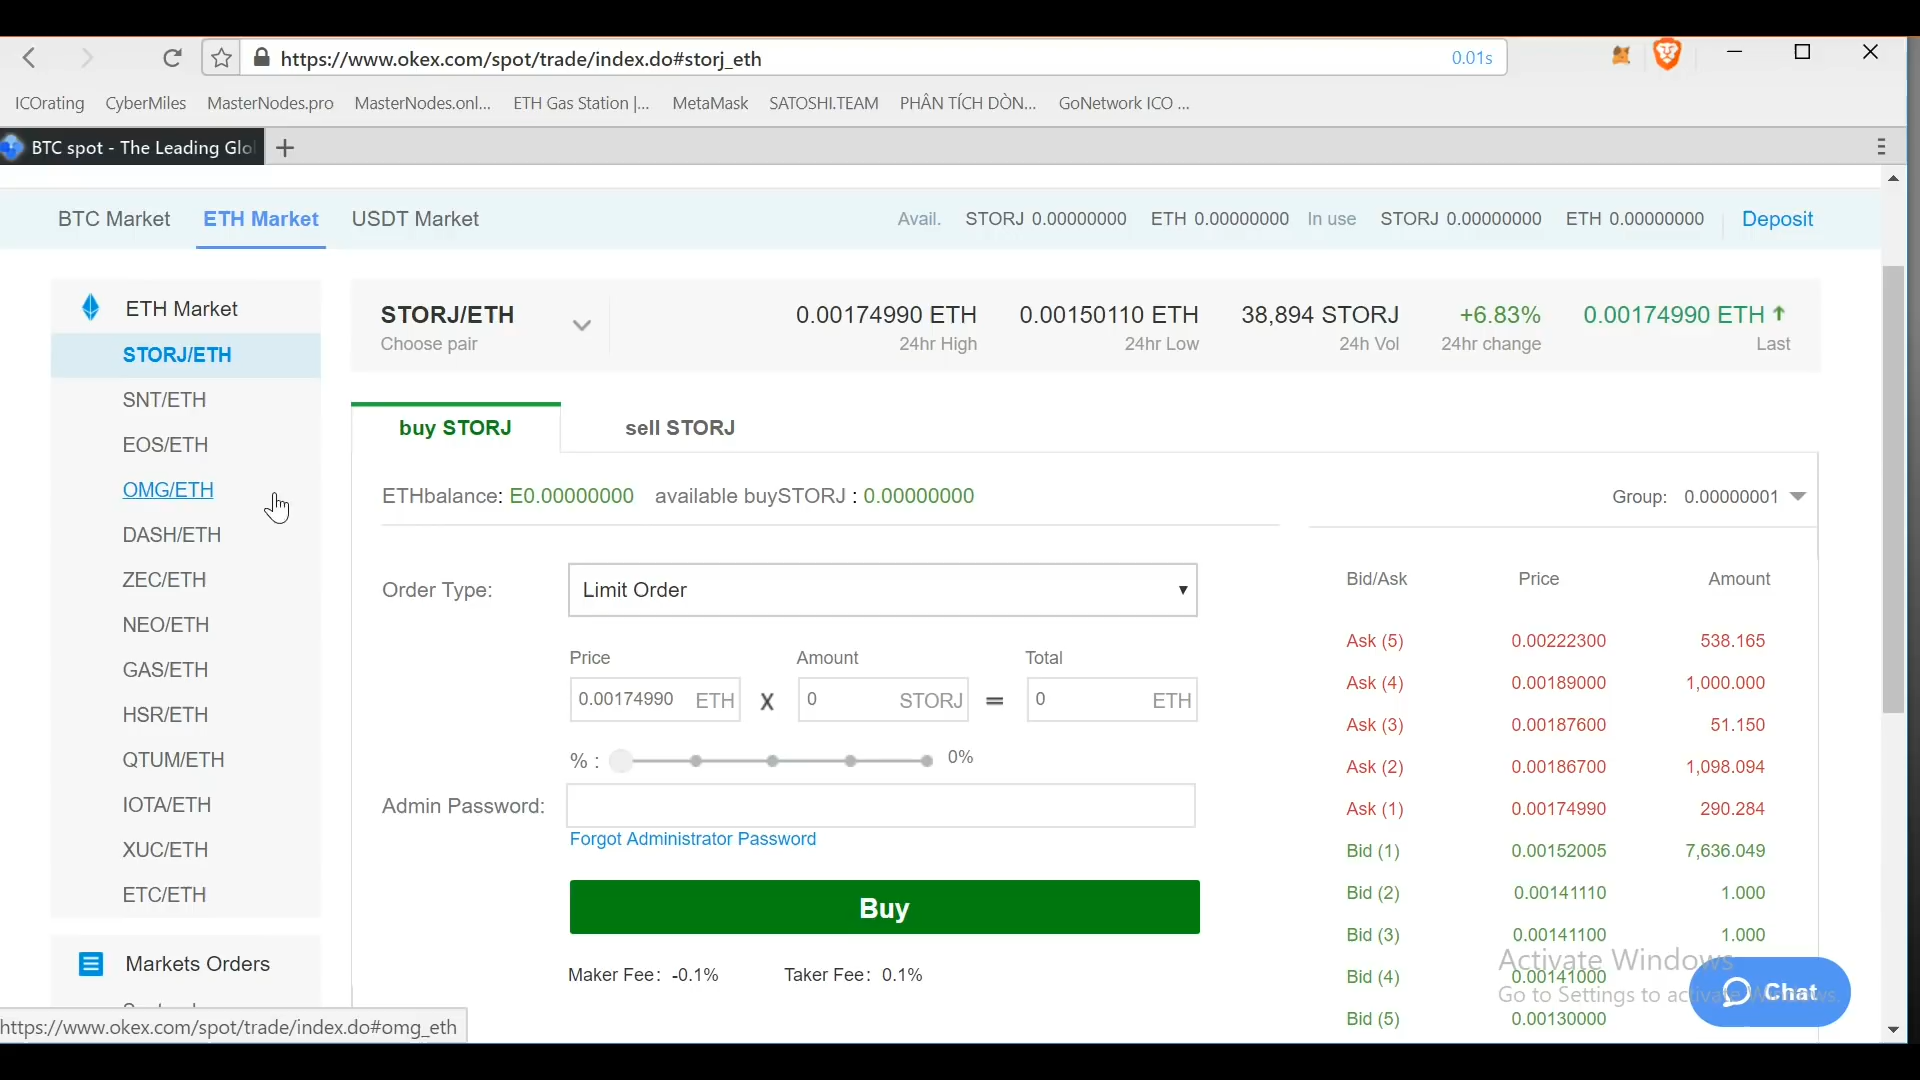 https://www.okex.com/spot/trade/index.do#storj_eth 0.01s
ICOrating CyberMiles MasterNodes.pro MasterNodes.onl... ETH Gas Station |... MetaMask SATOSHI.TEAM PHÂN TÍCH DÒN... GoNetwork ICO ...
BTC spot - The Leading Glo
BTC Market ETH Market USDT Market Avail. STORJ 0.00000000 ETH 0.00000000 In use STORJ 0.00000000 ETH 0.00000000 Deposit
ETH Market
STORJ/ETH
SNT/ETH
EOS/ETH
OMG/ETH
DASH/ETH
ZEC/ETH
NEO/ETH
GAS/ETH
HSR/ETH
QTUM/ETH
IOTA/ETH
XUC/ETH
ETC/ETH
Markets Orders
https://www.okex.com/spot/trade/index.do#omg_eth
STORJ/ETH 0.00174990 ETH 0.00150110 ETH 38,894 STORJ +6.83% 0.00174990 ETH
Choose pair 24hr High 24hr Low 24h Vol 24hr change Last
buy STORJ sell STORJ
ETHbalance: E0.00000000 available buySTORJ : 0.00000000
Order Type: Limit Order
Price Amount Total
0.00174990 ETH X 0 STORJ = 0 ETH
% : 0%
Admin Password:
Forgot Administrator Password
Buy
Maker Fee: -0.1% Taker Fee: 0.1%
Group: 0.00000001
Bid/Ask Price Amount
Ask (5) 0.00222300 538.165
Ask (4) 0.00189000 1,000.000
Ask (3) 0.00187600 51.150
Ask (2) 0.00186700 1,098.094
Ask (1) 0.00174990 290.284
Bid (1) 0.00152005 7,636.049
Bid (2) 0.00141110 1.000
Bid (3) 0.00141100 1.000
Bid (4) 0.00141000
Bid (5) 0.00130000
Activate Windows
Go to Settings to activate Windows.
Chat